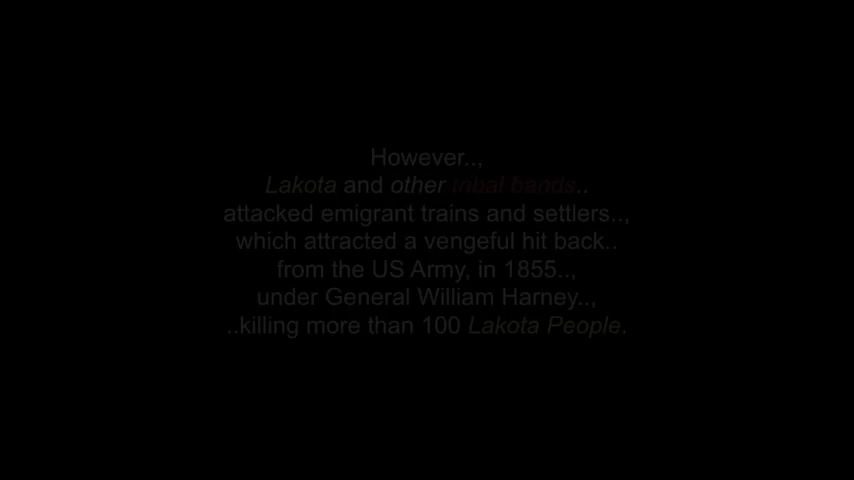 However..,
Lakota and other tribal bands..
attacked emigrant trains and settlers..,
which attracted a vengeful hit back..
from the US Army, in 1855..,
under General William Harney..,
..killing more than 100 Lakota People.